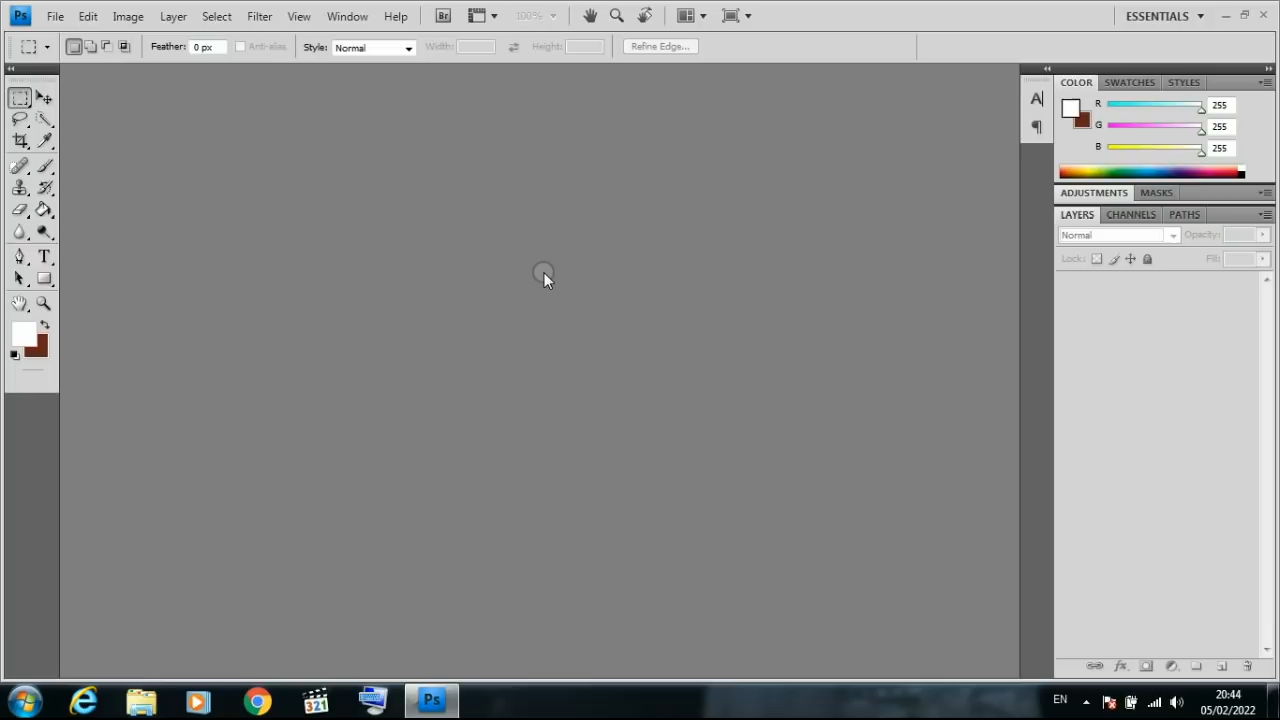 Ps File Edit Image Layer Select Filter View Window Help Br 100% ESSENTIALS
Feather: 0 px Anti-alias Style: Normal Width: Height: Refine Edge...
COLOR SWATCHES STYLES
R 255
G 255
B 255
ADJUSTMENTS MASKS
LAYERS CHANNELS PATHS
Normal Opacity:
Lock: Fill:
321 Ps EN 20:44
05/02/2022